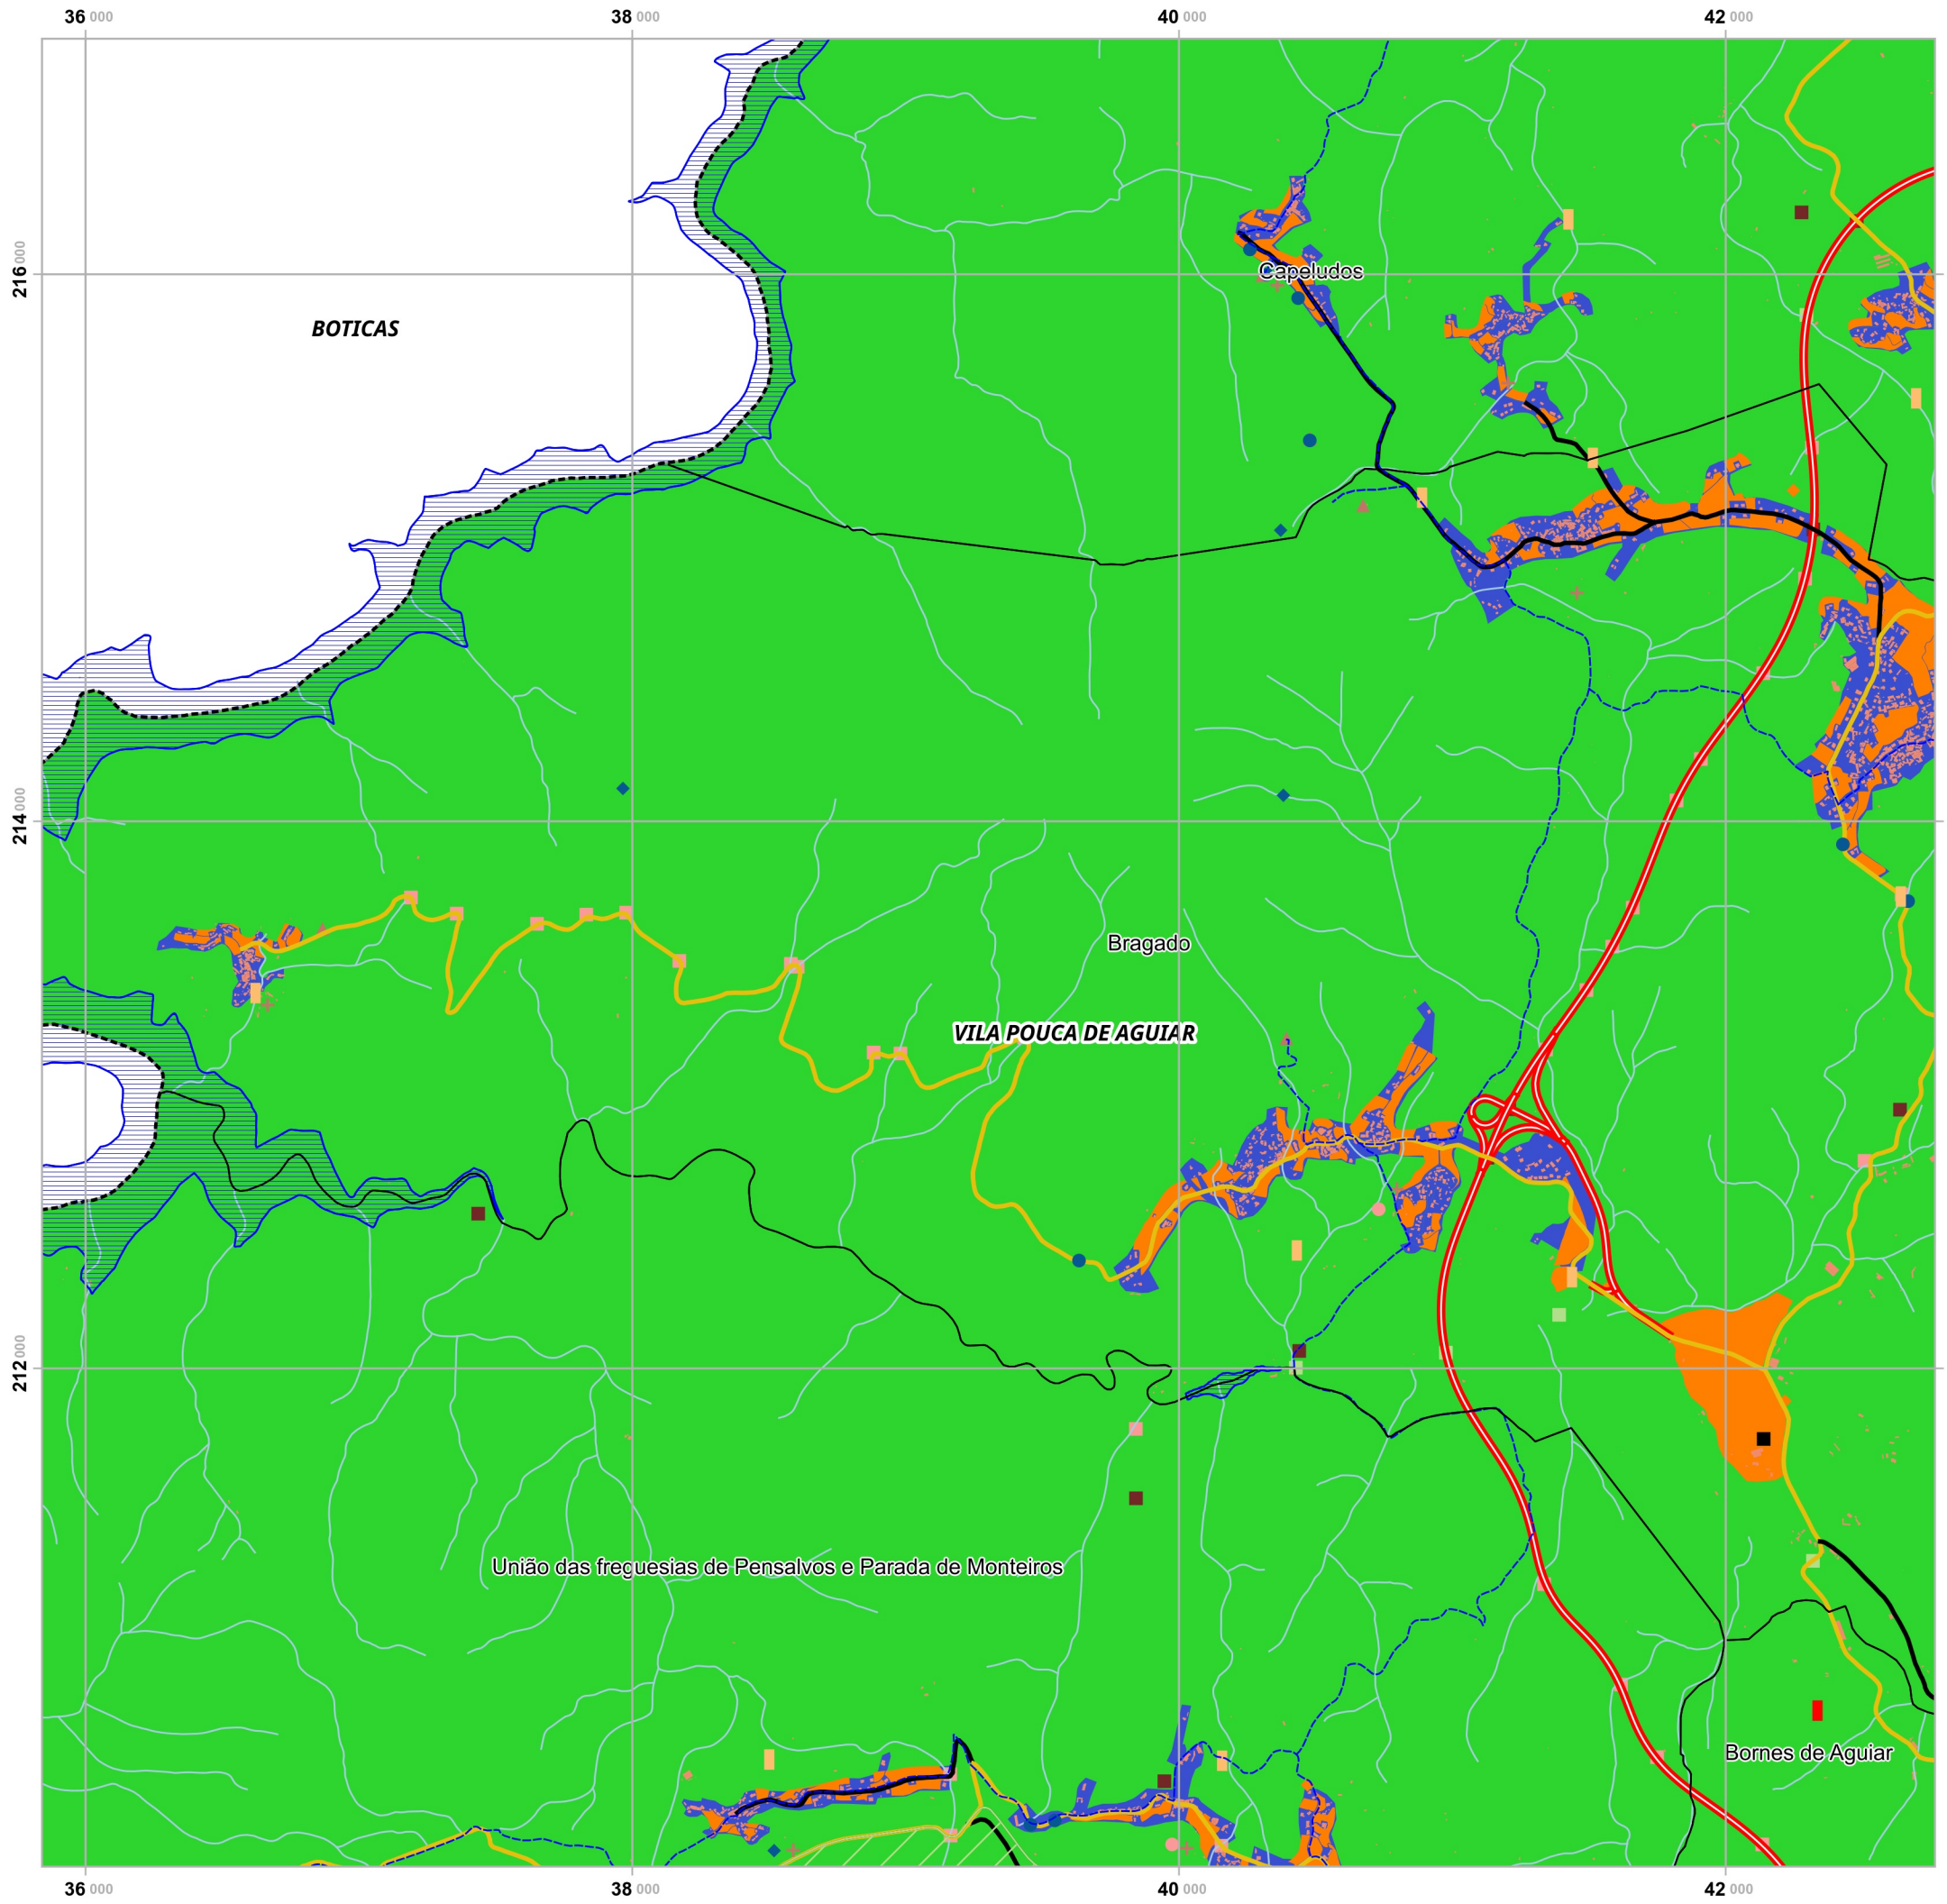 36 000 38 000 40 000 42 000
216 000
Capeludos
BOTICAS
214 000
Bragado
VILA POUCA DE AGUIAR
212 000
União das freguesias de Pensalvos e Parada de Monteiros
Bornes de Aguiar
36 000 38 000 40 000 42 000